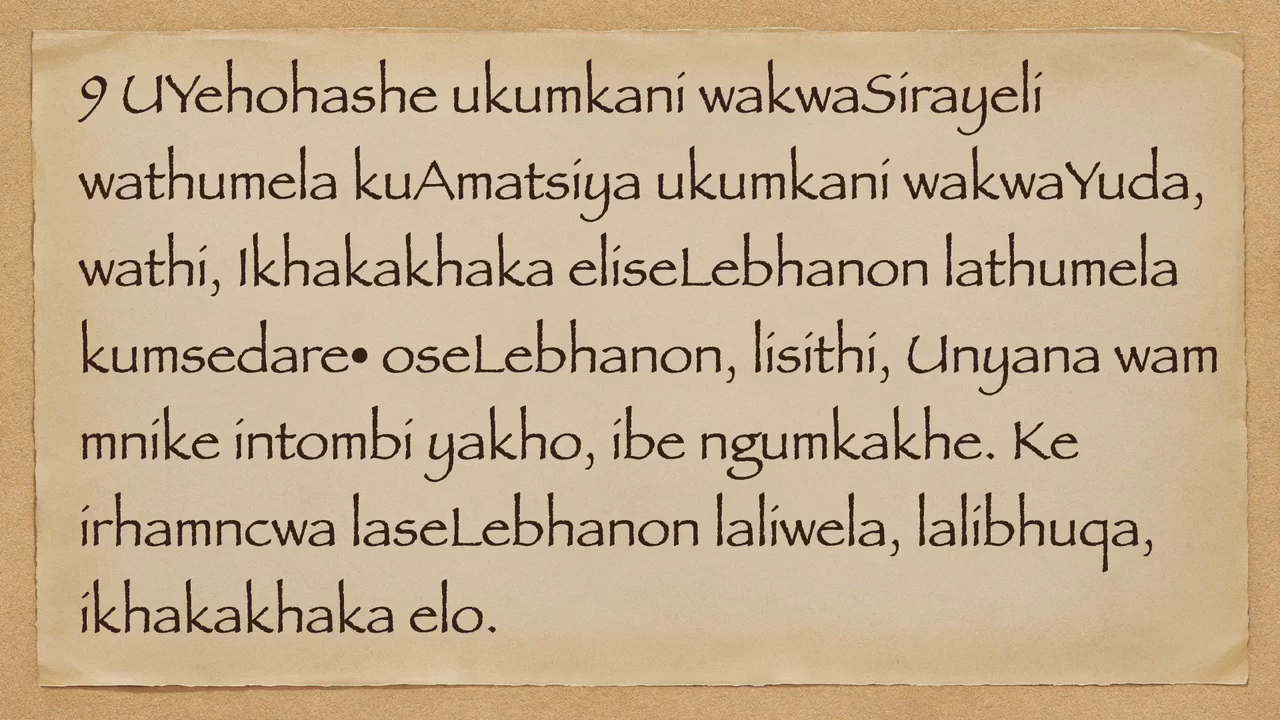 9 UYehohashe ukumkani wakwaSirayeli
wathumela kuAmatsiya ukumkani wakwaYuda,
wathi, Ikhakakhaka eliseLebhanon lathumela
kumsedare• oseLebhanon, lisithi, Unyana wam
mnike intombi yakho, ibe ngumkakhe. Ke
irhamncwa laseLebhanon laliwela, lalibhuqa,
ikhakakhaka elo.